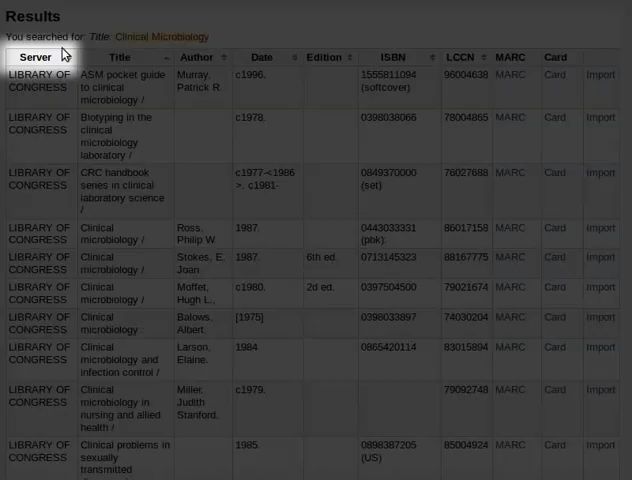 Results
You searched for: Title: Clinical Microbiology
Server Title Author Date Edition ISBN LCCN MARC Card
LIBRARY OF ASM pocket guide Murray, c1996. 1555811094 96004638 MARC Card Import
CONGRESS to clinical Patrick R. (softcover)
microbiology /
LIBRARY OF Biotyping in the c1978. 0398038066 78004865 MARC Card Import
CONGRESS clinical
microbiology
laboratory /
LIBRARY OF CRC handbook c1977-<1986 0849370000 76027688 MARC Card Import
CONGRESS series in clinical >, c1981- (set)
laboratory science
/
LIBRARY OF Clinical Ross, 1987. 0443033331 86017158 MARC Card Import
CONGRESS microbiology / Philip W. (pbk):
LIBRARY OF Clinical Stokes, E. 1987. 6th ed. 0713145323 88167775 MARC Card Import
CONGRESS microbiology / Joan.
LIBRARY OF Clinical Moffet, c1980. 2d ed. 0397504500 79021674 MARC Card Import
CONGRESS microbiology / Hugh L.,
LIBRARY OF Clinical Balows, [1975] 0398033897 74030204 MARC Card Import
CONGRESS microbiology. Albert.
LIBRARY OF Clinical Larson, 1984. 0865420114 83015894 MARC Card Import
CONGRESS microbiology and Elaine.
infection control /
LIBRARY OF Clinical Miller, c1979. 79092748 MARC Card Import
CONGRESS microbiology in Judith
nursing and allied Stanford.
health /
LIBRARY OF Clinical problems in 1985. 0898387205 85004924 MARC Card Import
CONGRESS sexually (US)
transmitted